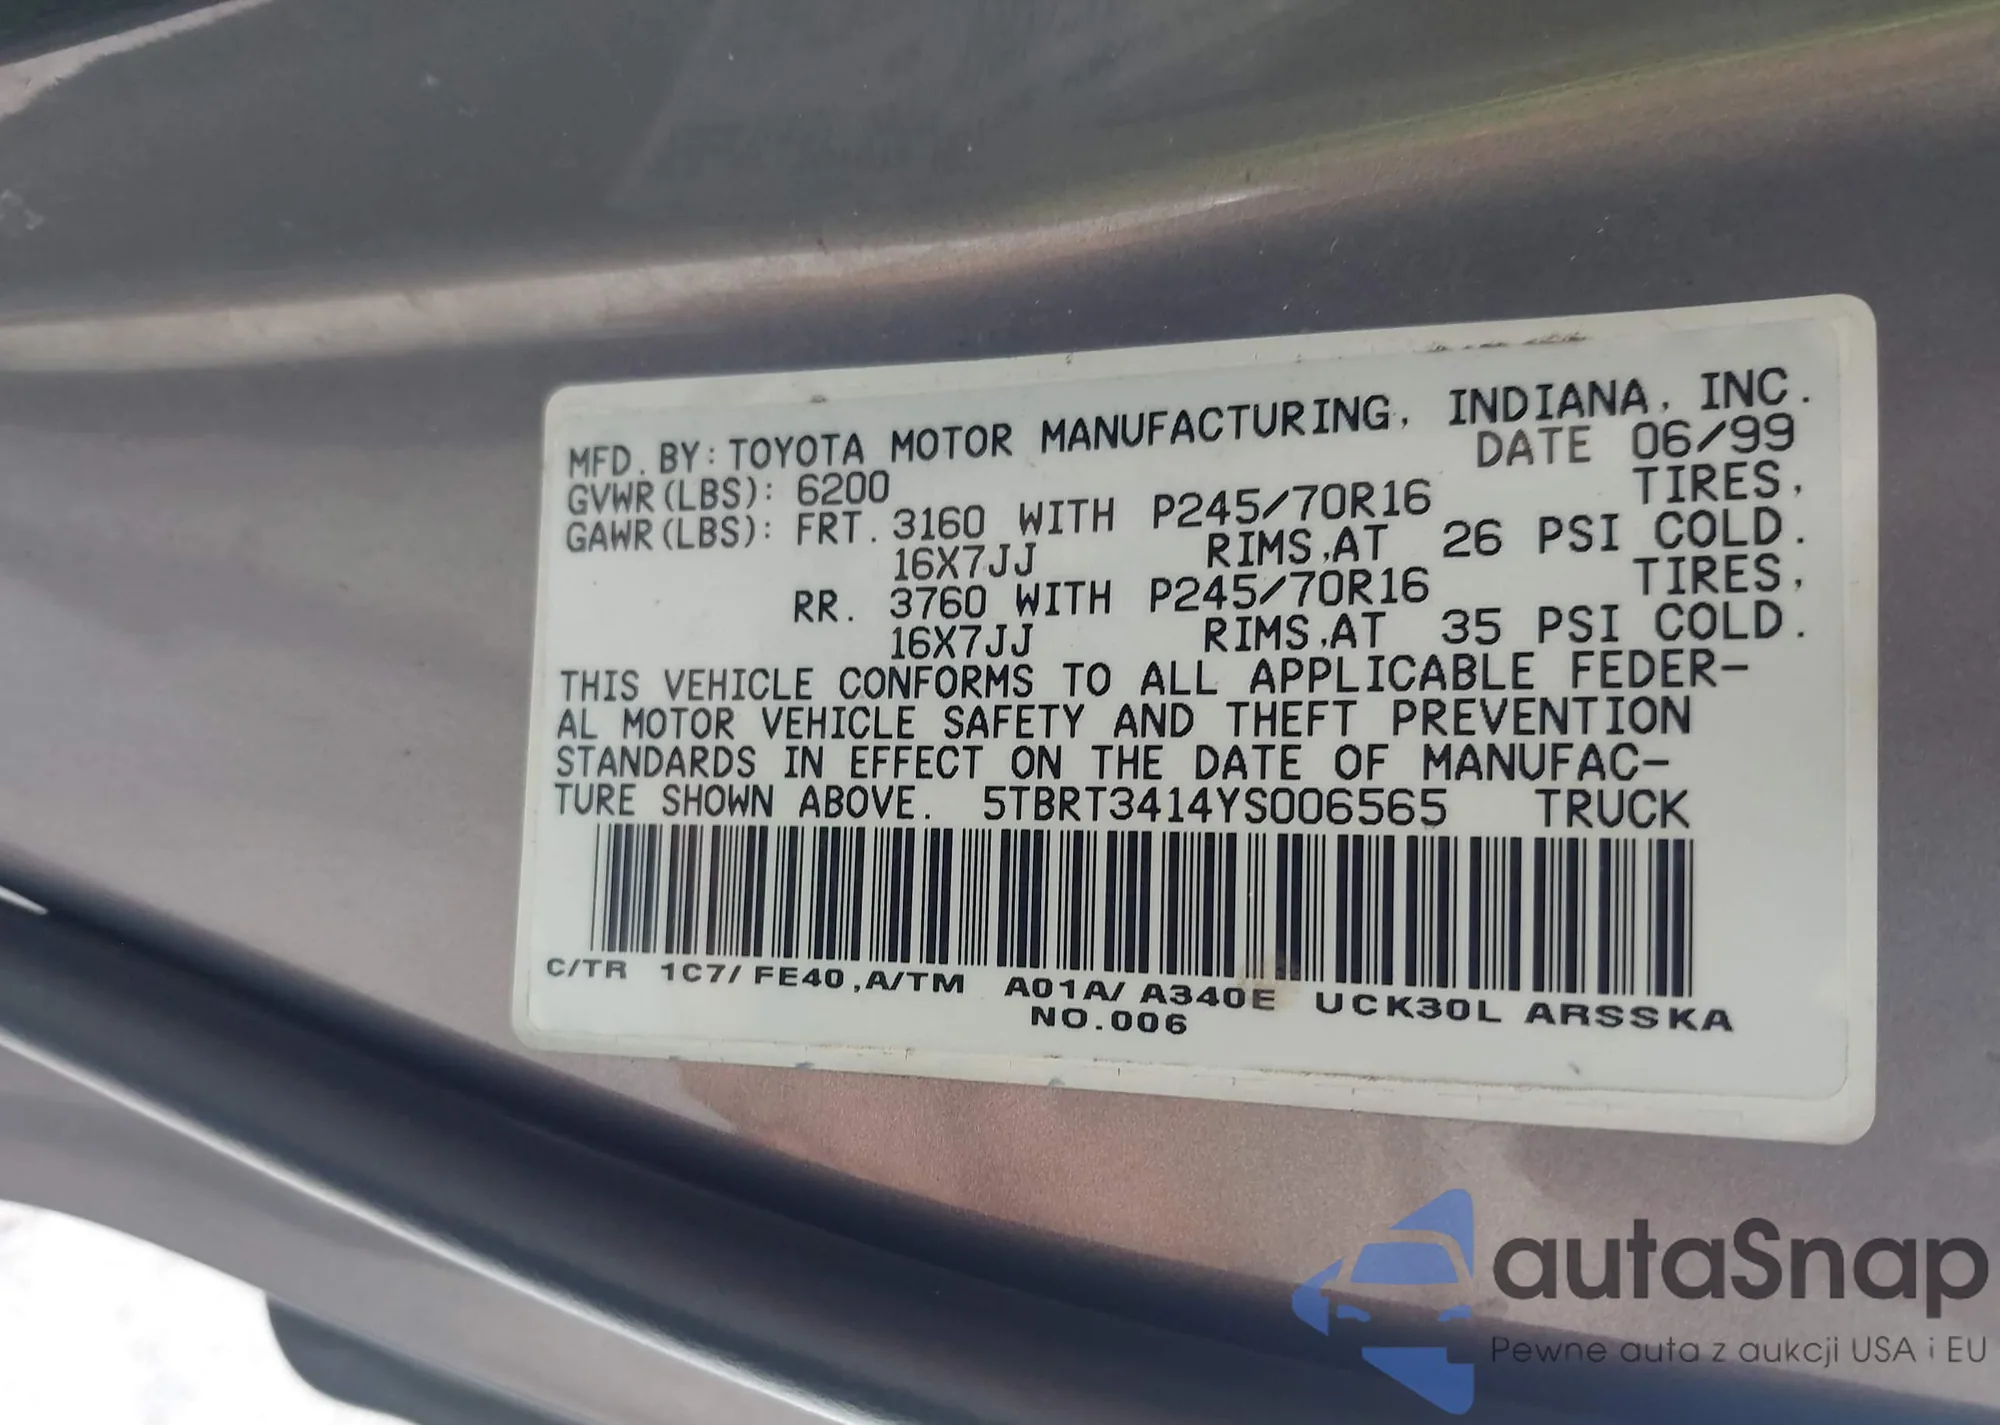 MFD. BY: TOYOTA MOTOR MANUFACTURING, INDIANA, INC.
GVWR(LBS): 6200 DATE 06/99
GAWR(LBS): FRT. 3160 WITH P245/70R16 TIRES,
16X7JJ RIMS,AT 26 PSI COLD.
RR. 3760 WITH P245/70R16 TIRES,
16X7JJ RIMS,AT 35 PSI COLD.
THIS VEHICLE CONFORMS TO ALL APPLICABLE FEDER-
AL MOTOR VEHICLE SAFETY AND THEFT PREVENTION
STANDARDS IN EFFECT ON THE DATE OF MANUFAC-
TURE SHOWN ABOVE. 5TBRT3414YS006565 TRUCK
C/TR 1C7/ FE40,A/TM A01A/ A340E UCK30L ARSSKA
NO.006
autaSnap
Pewne auta z aukcji USA i EU